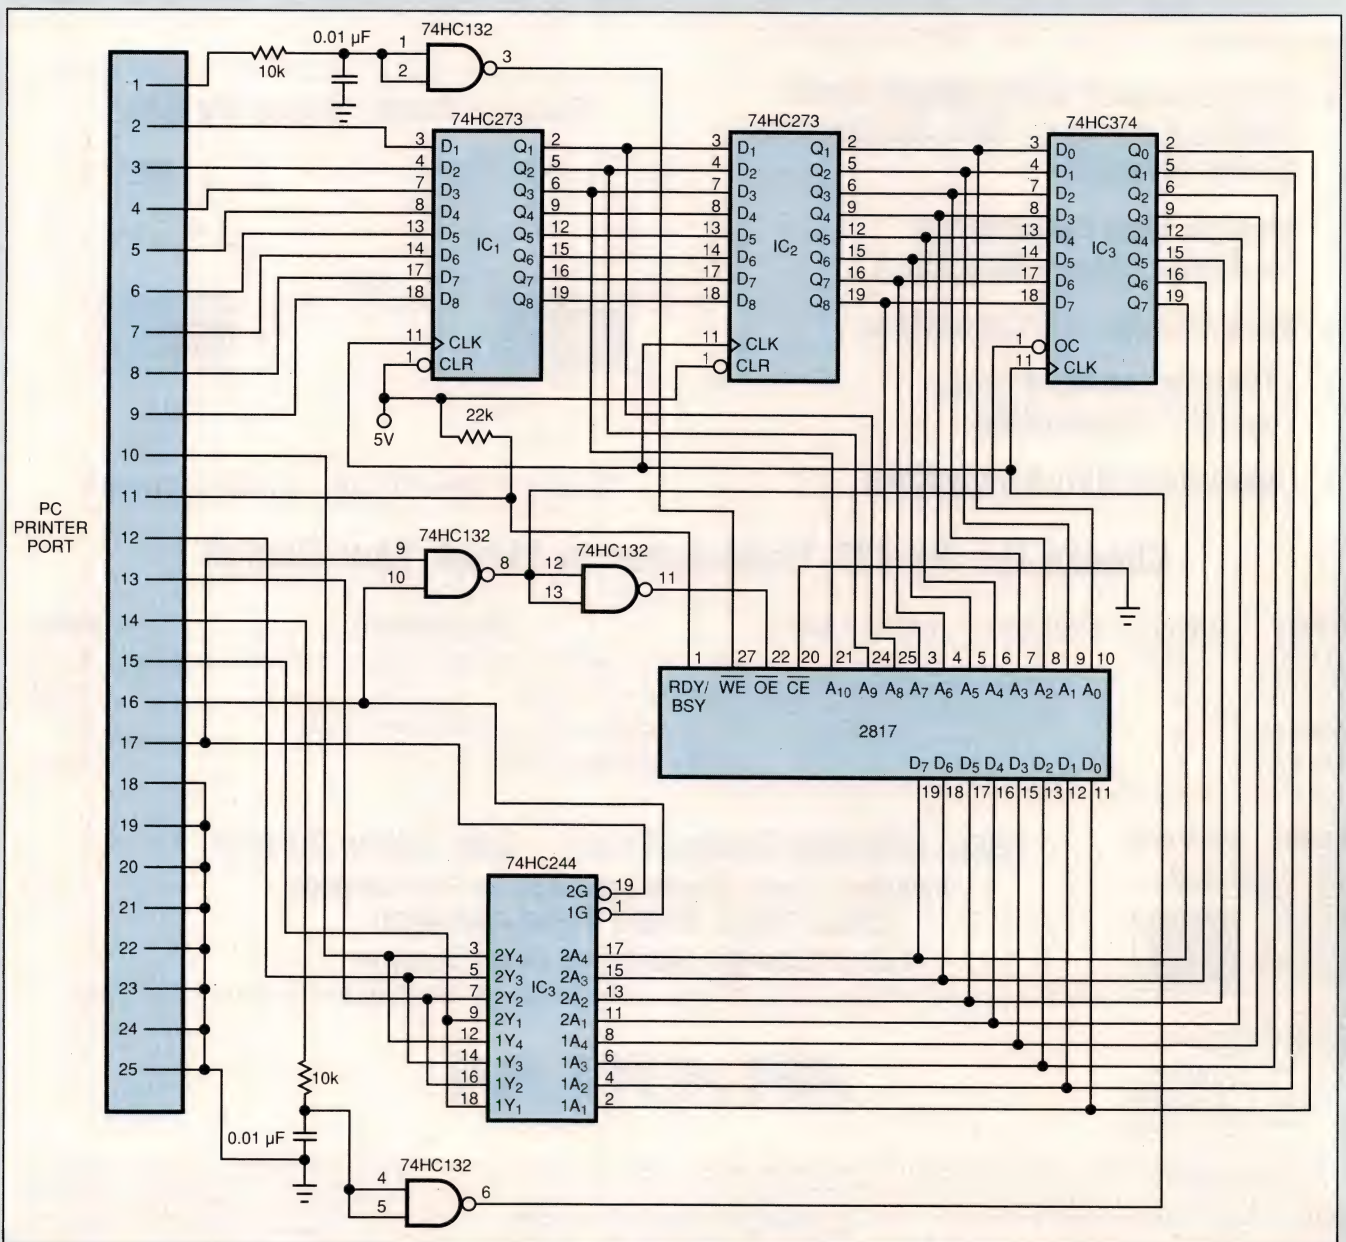 PC
PRINTER
PORT
1
2
3
4
5
6
7
8
9
10
11
12
13
14
15
16
17
18
19
20
21
22
23
24
25
10k
0.01 µF
74HC132
1
2
3
74HC273
3 D1 Q1 2
4 D2 Q2 5
7 D3 Q3 6
8 D4 Q4 9
13 D5 Q5 12
14 D6 Q6 15
17 D7 Q7 16
18 D8 Q8 19
IC1
11 CLK
1 CLR
5V
22k
74HC273
3 D1 Q1 2
4 D2 Q2 5
7 D3 Q3 6
8 D4 Q4 9
13 D5 Q5 12
14 D6 Q6 15
17 D7 Q7 16
18 D8 Q8 19
IC2
11 CLK
1 CLR
74HC374
3 D0 Q0 2
4 D1 Q1 5
7 D2 Q2 6
8 D3 Q3 9
13 D4 Q4 12
14 D5 Q5 15
17 D6 Q6 16
18 D7 Q7 19
IC3
1 OC
11 CLK
74HC132
9
10
8
74HC132
12
13
11
1 27 22 20 21 24 25 3 4 5 6 7 8 9 10
RDY/ WE OE CE A10 A9 A8 A7 A6 A5 A4 A3 A2 A1 A0
BSY
2817
D7 D6 D5 D4 D3 D2 D1 D0
19 18 17 16 15 13 12 11
74HC244
2G 19
1G 1
3 2Y4 2A4 17
5 2Y3 2A3 15
7 2Y2 2A2 13
9 2Y1 2A1 11
12 1Y4 1A4 8
14 1Y3 1A3 6
16 1Y2 1A2 4
18 1Y1 1A1 2
IC3
10k
0.01 µF
74HC132
4
5
6